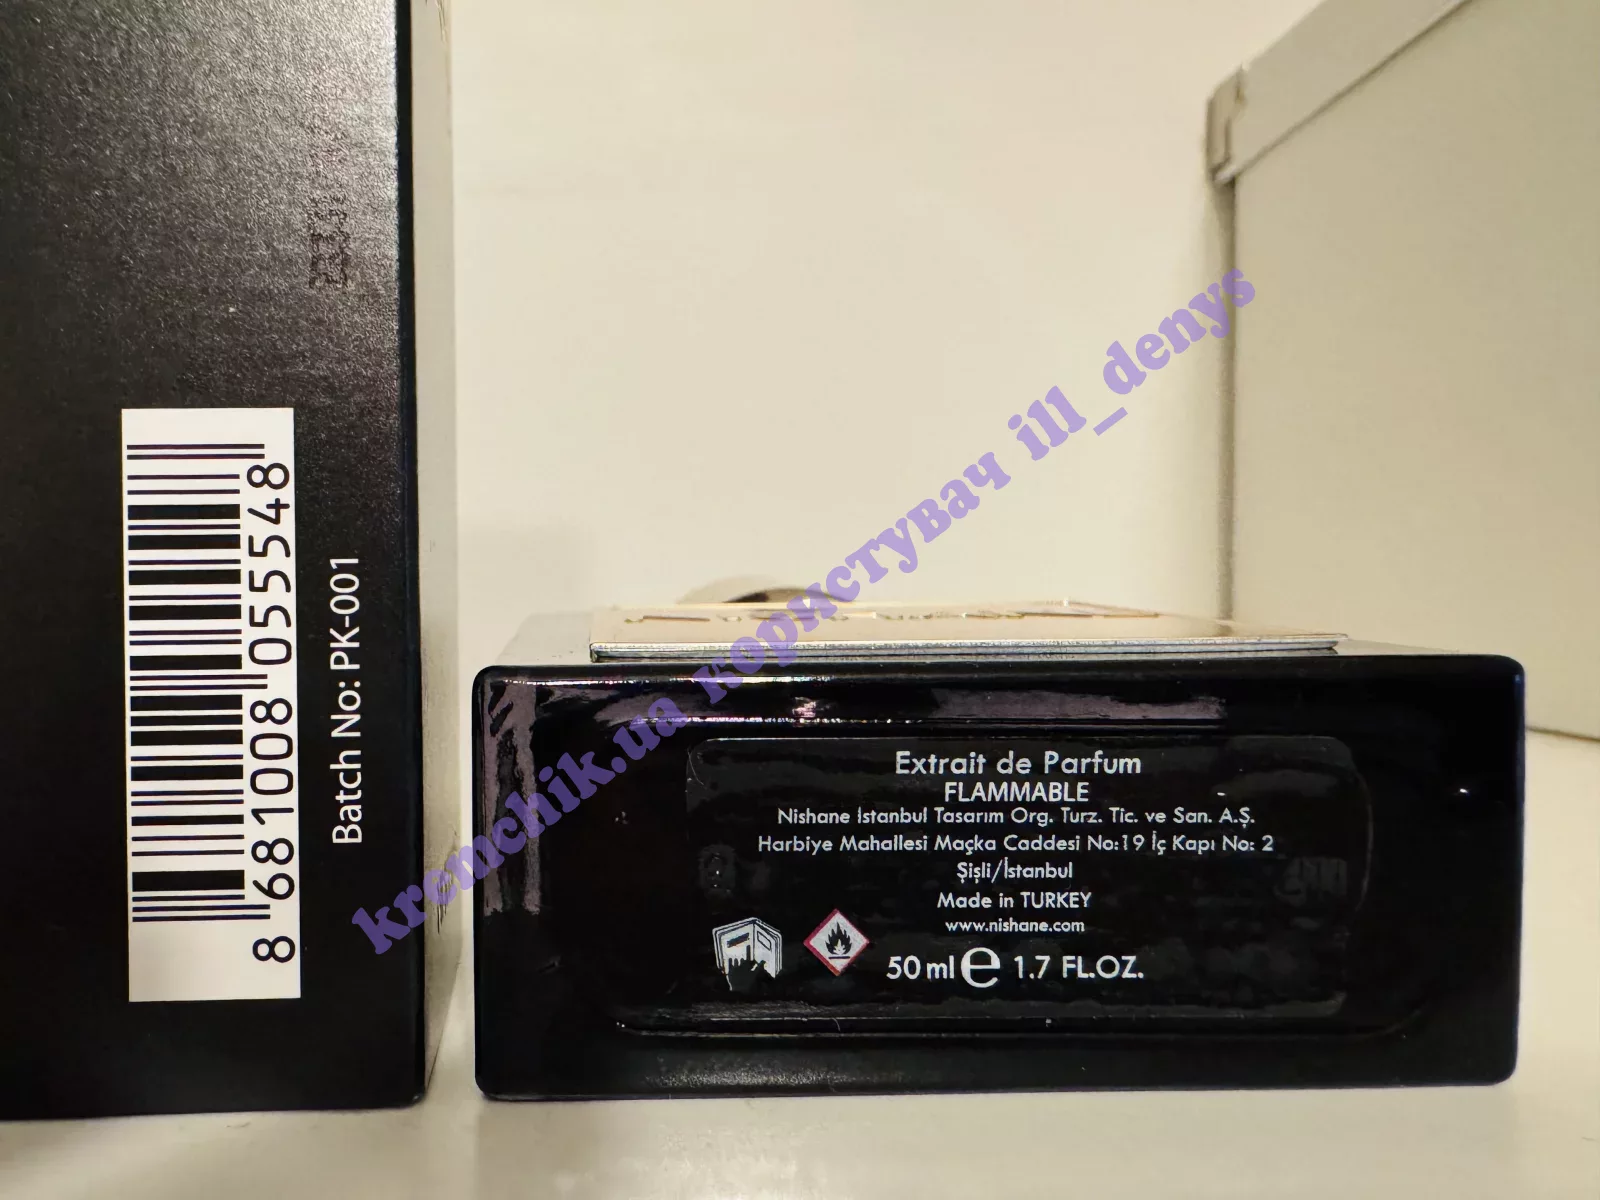 8 681008 055548
Batch No: PK-001
Extrait de Parfum
FLAMMABLE
Nishane İstanbul Tasarım Org. Turz. Tic. ve San. A.Ş.
Harbiye Mahallesi Maçka Caddesi No:19 İç Kapı No: 2
Şişli/İstanbul
Made in TURKEY
www.nishane.com
50 ml e 1.7 FL.OZ.
kremchik.ua користувач ill_denys